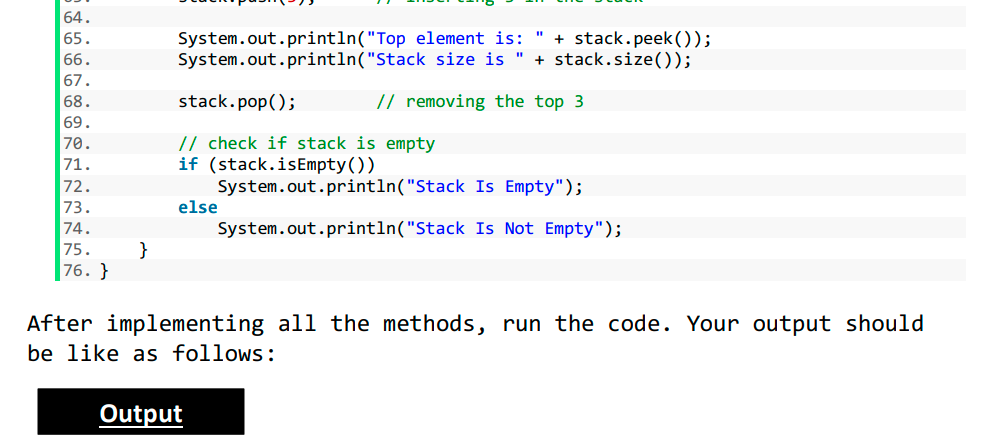 64.
65. System.out.println("Top element is: " + stack.peek());
66. System.out.println("Stack size is " + stack.size());
67.
68. stack.pop(); // removing the top 3
69.
70. // check if stack is empty
71. if (stack.isEmpty())
72. System.out.println("Stack Is Empty");
73. else
74. System.out.println("Stack Is Not Empty");
75. }
76. }
After implementing all the methods, run the code. Your output should
be like as follows:
Output